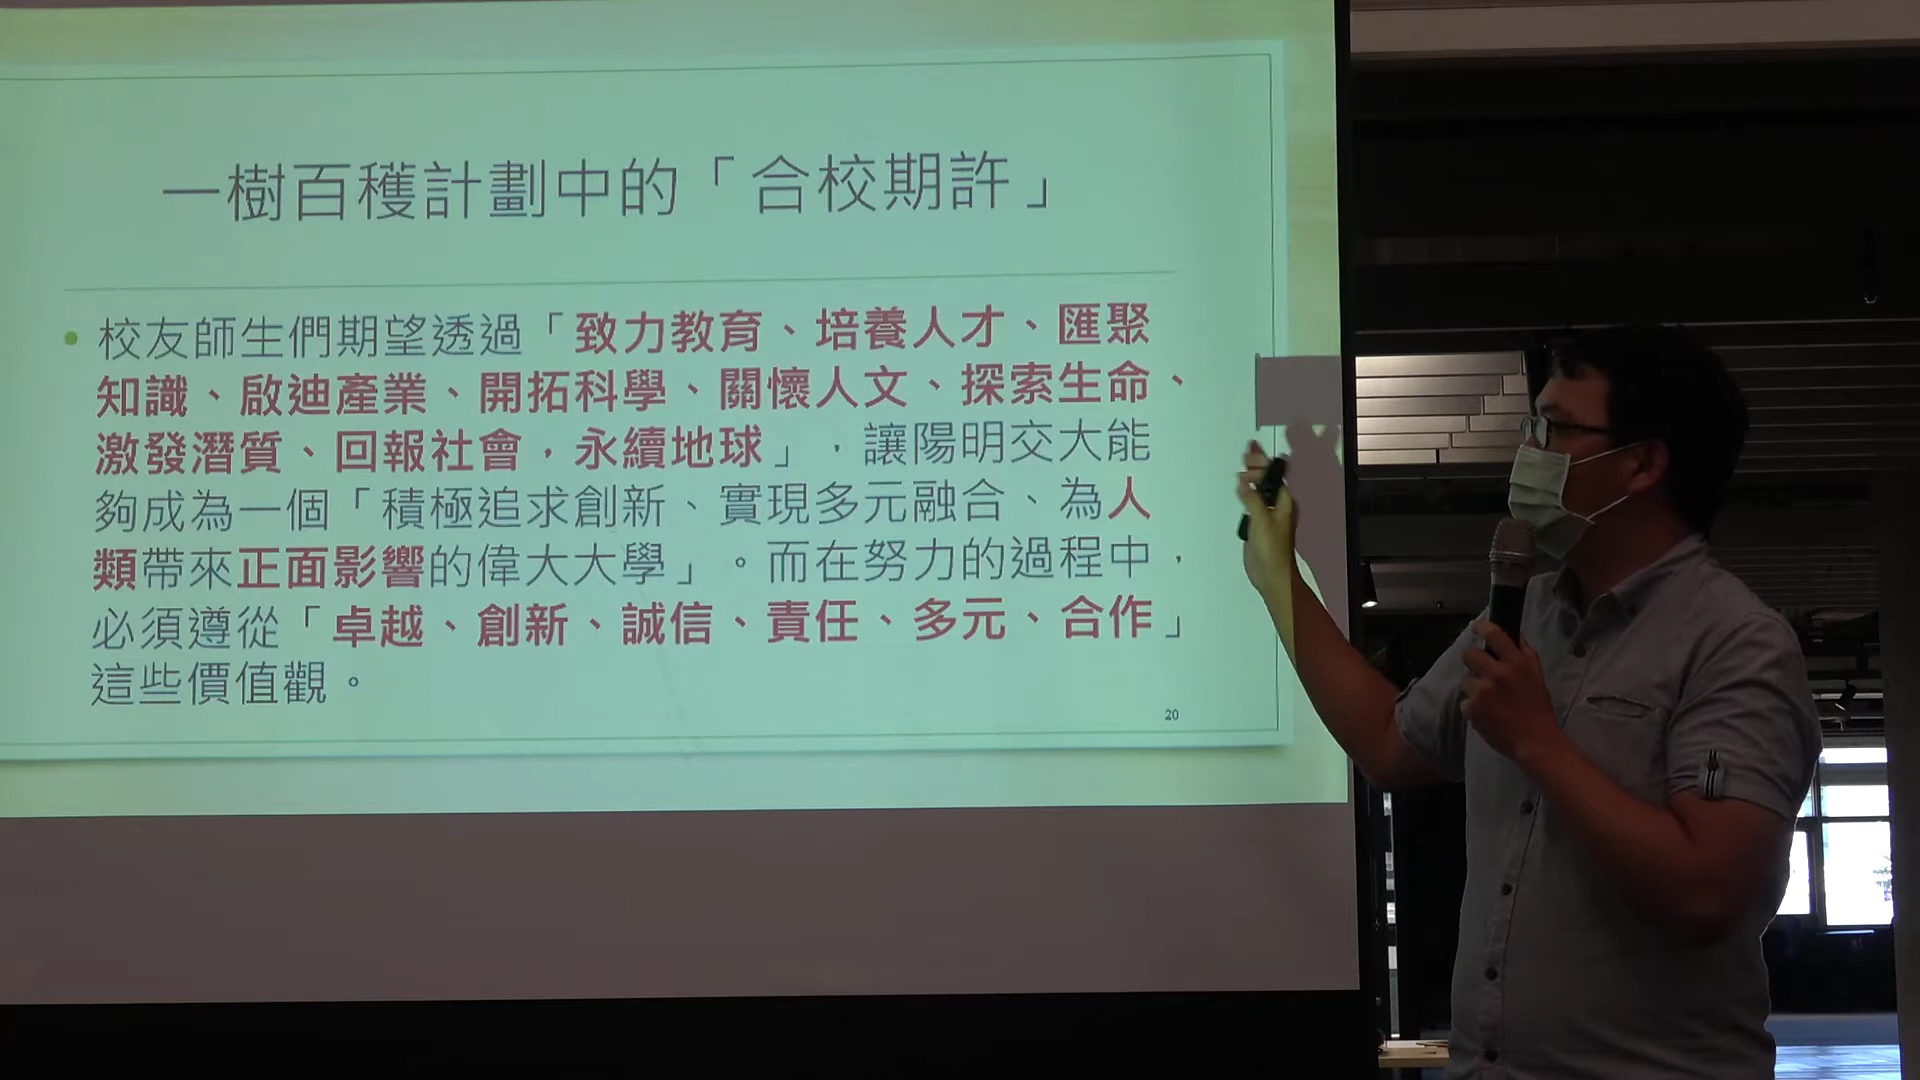 一樹百穫計劃中的「合校期許」
• 校友師生們期望透過「致力教育、培養人才、匯聚
知識、啟迪產業、開拓科學、關懷人文、探索生命、
激發潛質、回報社會，永續地球」，讓陽明交大能
夠成為一個「積極追求創新、實現多元融合、為人
類帶來正面影響的偉大大學」。而在努力的過程中，
必須遵從「卓越、創新、誠信、責任、多元、合作」
這些價值觀。
20